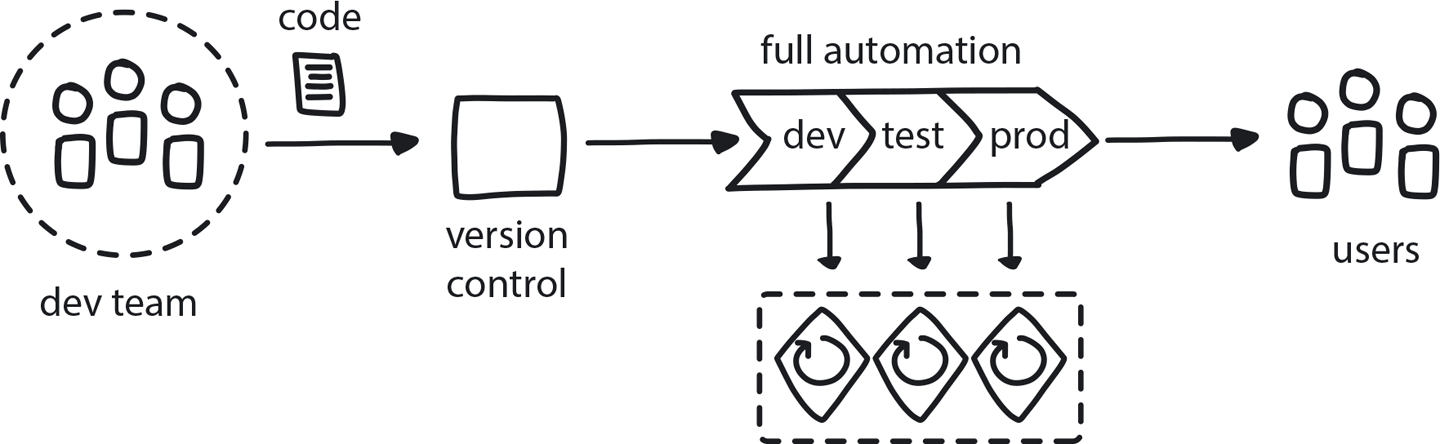 code
full automation
dev test prod
version
control
users
dev team